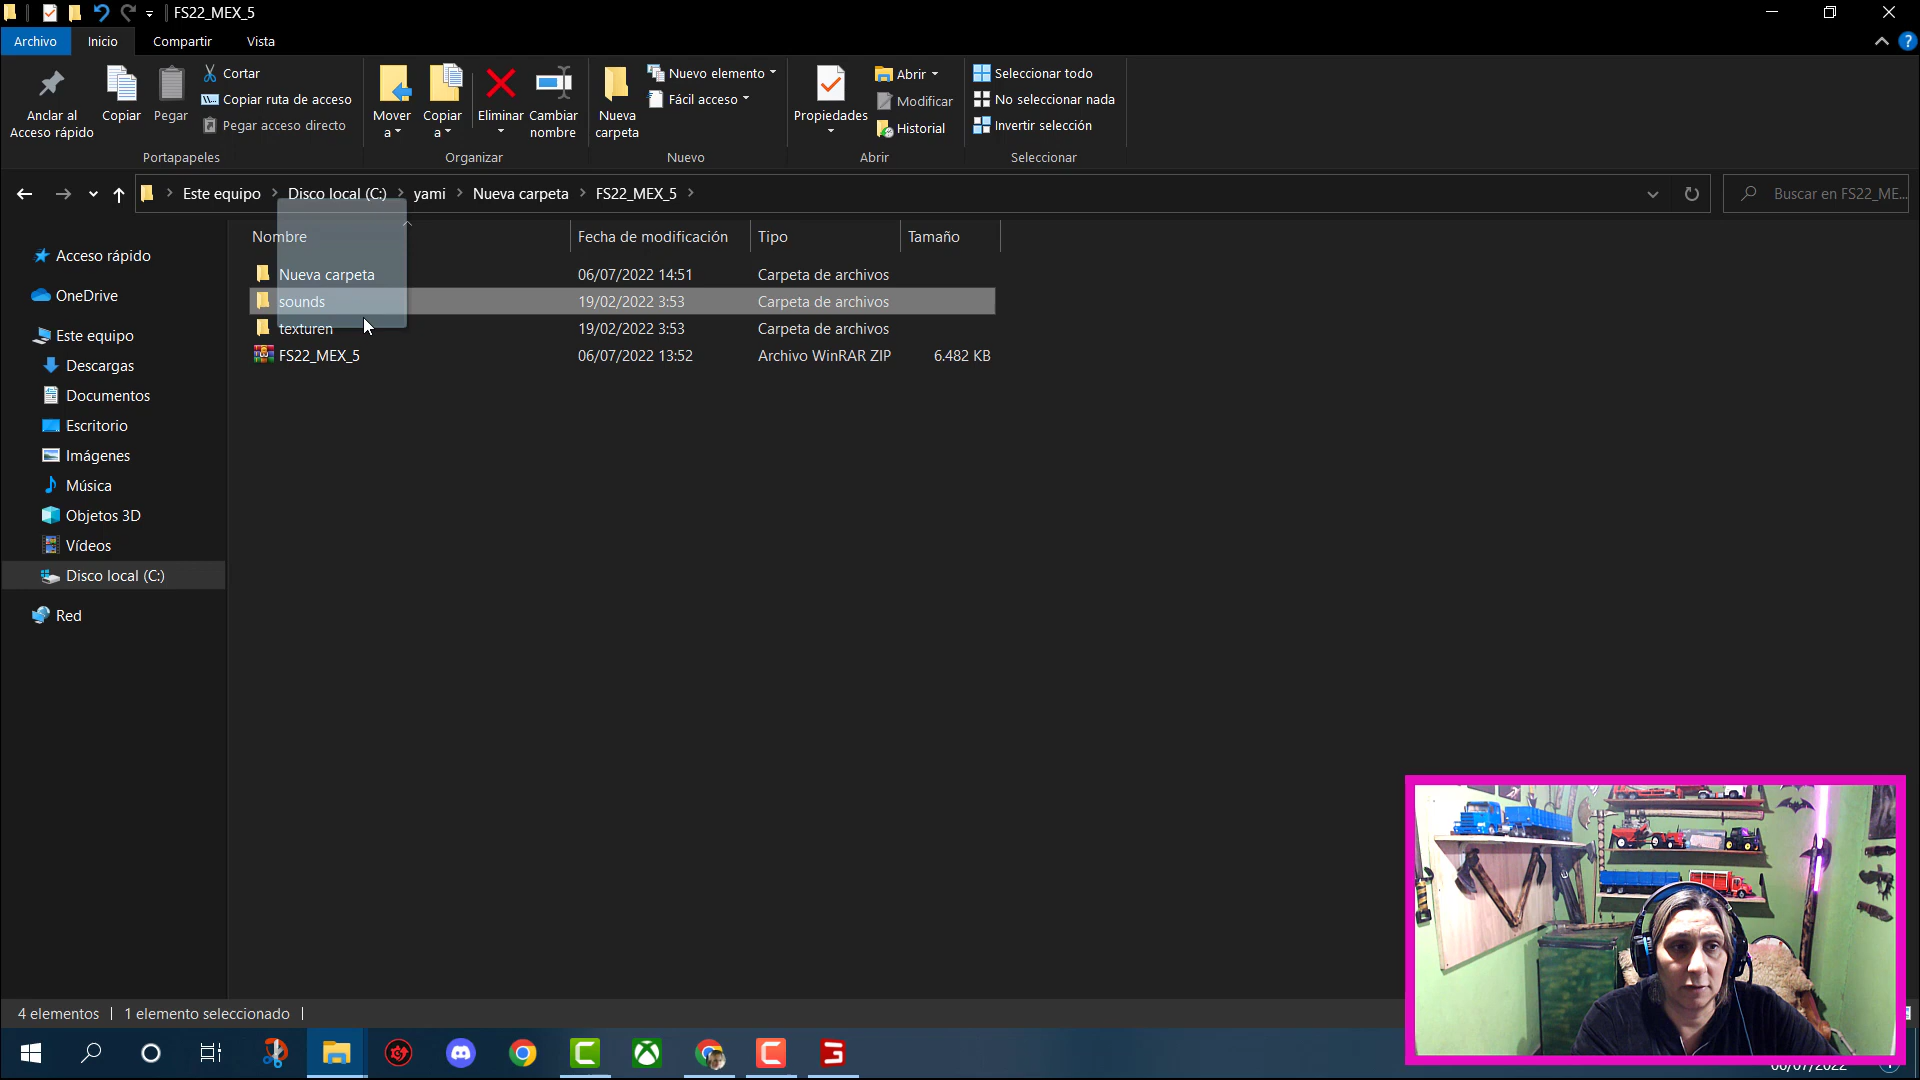 FS22_MEX_5
Archivo Inicio Compartir Vista
Anclar al Acceso rápido
Copiar
Pegar
Cortar
Copiar ruta de acceso
Pegar acceso directo
Portapapeles
Mover a
Copiar a
Eliminar
Cambiar nombre
Organizar
Nueva carpeta
Nuevo elemento
Fácil acceso
Nuevo
Propiedades
Abrir
Modificar
Historial
Abrir
Seleccionar todo
No seleccionar nada
Invertir selección
Seleccionar
Este equipo > Disco local (C:) > yami > Nueva carpeta > FS22_MEX_5 >
Buscar en FS22_ME...
Nombre Fecha de modificación Tipo Tamaño
Nueva carpeta 06/07/2022 14:51 Carpeta de archivos
sounds 19/02/2022 3:53 Carpeta de archivos
texturen 19/02/2022 3:53 Carpeta de archivos
FS22_MEX_5 06/07/2022 13:52 Archivo WinRAR ZIP 6.482 KB
Acceso rápido
OneDrive
Este equipo
Descargas
Documentos
Escritorio
Imágenes
Música
Objetos 3D
Vídeos
Disco local (C:)
Red
4 elementos | 1 elemento seleccionado |